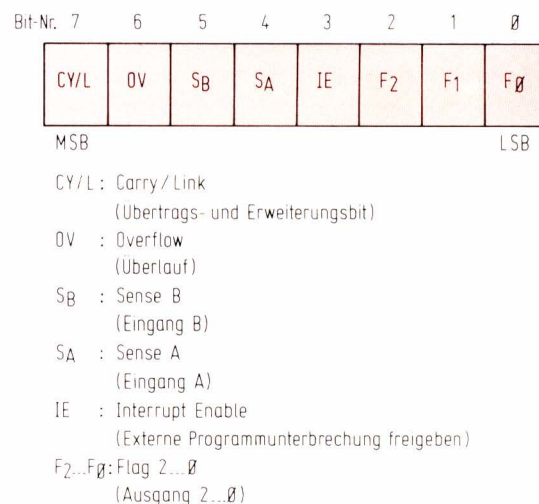 Bit-Nr. 7 6 5 4 3 2 1 Ø
CY/L OV SB SA IE F2 F1 FØ
MSB LSB
CY/L : Carry/Link
(Ubertrags- und Erweiterungsbit)
OV : Overflow
(Überlauf)
SB : Sense B
(Eingang B)
SA : Sense A
(Eingang A)
IE : Interrupt Enable
(Externe Programmunterbrechung freigeben)
F2...FØ: Flag 2...Ø
(Ausgang 2...Ø)